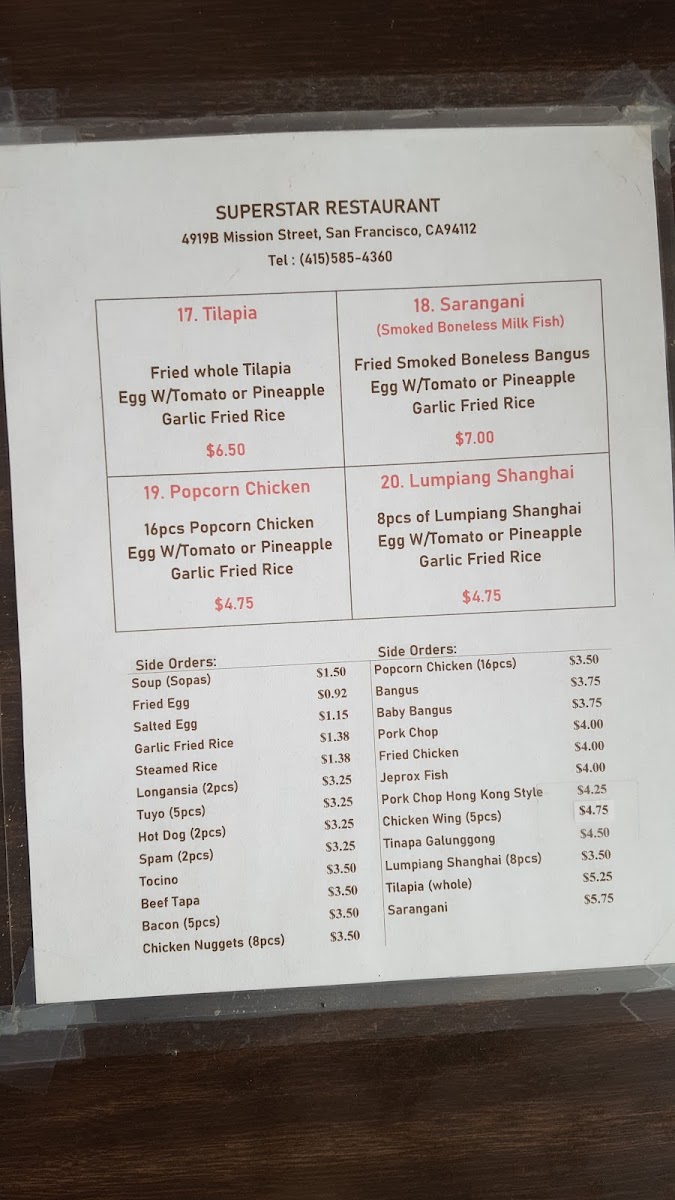 SUPERSTAR RESTAURANT
4919B Mission Street, San Francisco, CA94112
Tel : (415)585-4360
17. Tilapia
Fried whole Tilapia
Egg W/Tomato or Pineapple
Garlic Fried Rice
$6.50
18. Sarangani
(Smoked Boneless Milk Fish)
Fried Smoked Boneless Bangus
Egg W/Tomato or Pineapple
Garlic Fried Rice
$7.00
19. Popcorn Chicken
16pcs Popcorn Chicken
Egg W/Tomato or Pineapple
Garlic Fried Rice
$4.75
20. Lumpiang Shanghai
8pcs of Lumpiang Shanghai
Egg W/Tomato or Pineapple
Garlic Fried Rice
$4.75
Side Orders:
Soup (Sopas) $1.50
Fried Egg $0.92
Salted Egg $1.15
Garlic Fried Rice $1.38
Steamed Rice $1.38
Longansia (2pcs) $3.25
Tuyo (5pcs) $3.25
Hot Dog (2pcs) $3.25
Spam (2pcs) $3.25
Tocino $3.50
Beef Tapa $3.50
Bacon (5pcs) $3.50
Chicken Nuggets (8pcs) $3.50
Side Orders:
Popcorn Chicken (16pcs) $3.50
Bangus $3.75
Baby Bangus $3.75
Pork Chop $4.00
Fried Chicken $4.00
Jeprox Fish $4.00
Pork Chop Hong Kong Style $4.25
Chicken Wing (5pcs) $4.75
Tinapa Galunggong $4.50
Lumpiang Shanghai (8pcs) $3.50
Tilapia (whole) $5.25
Sarangani $5.75